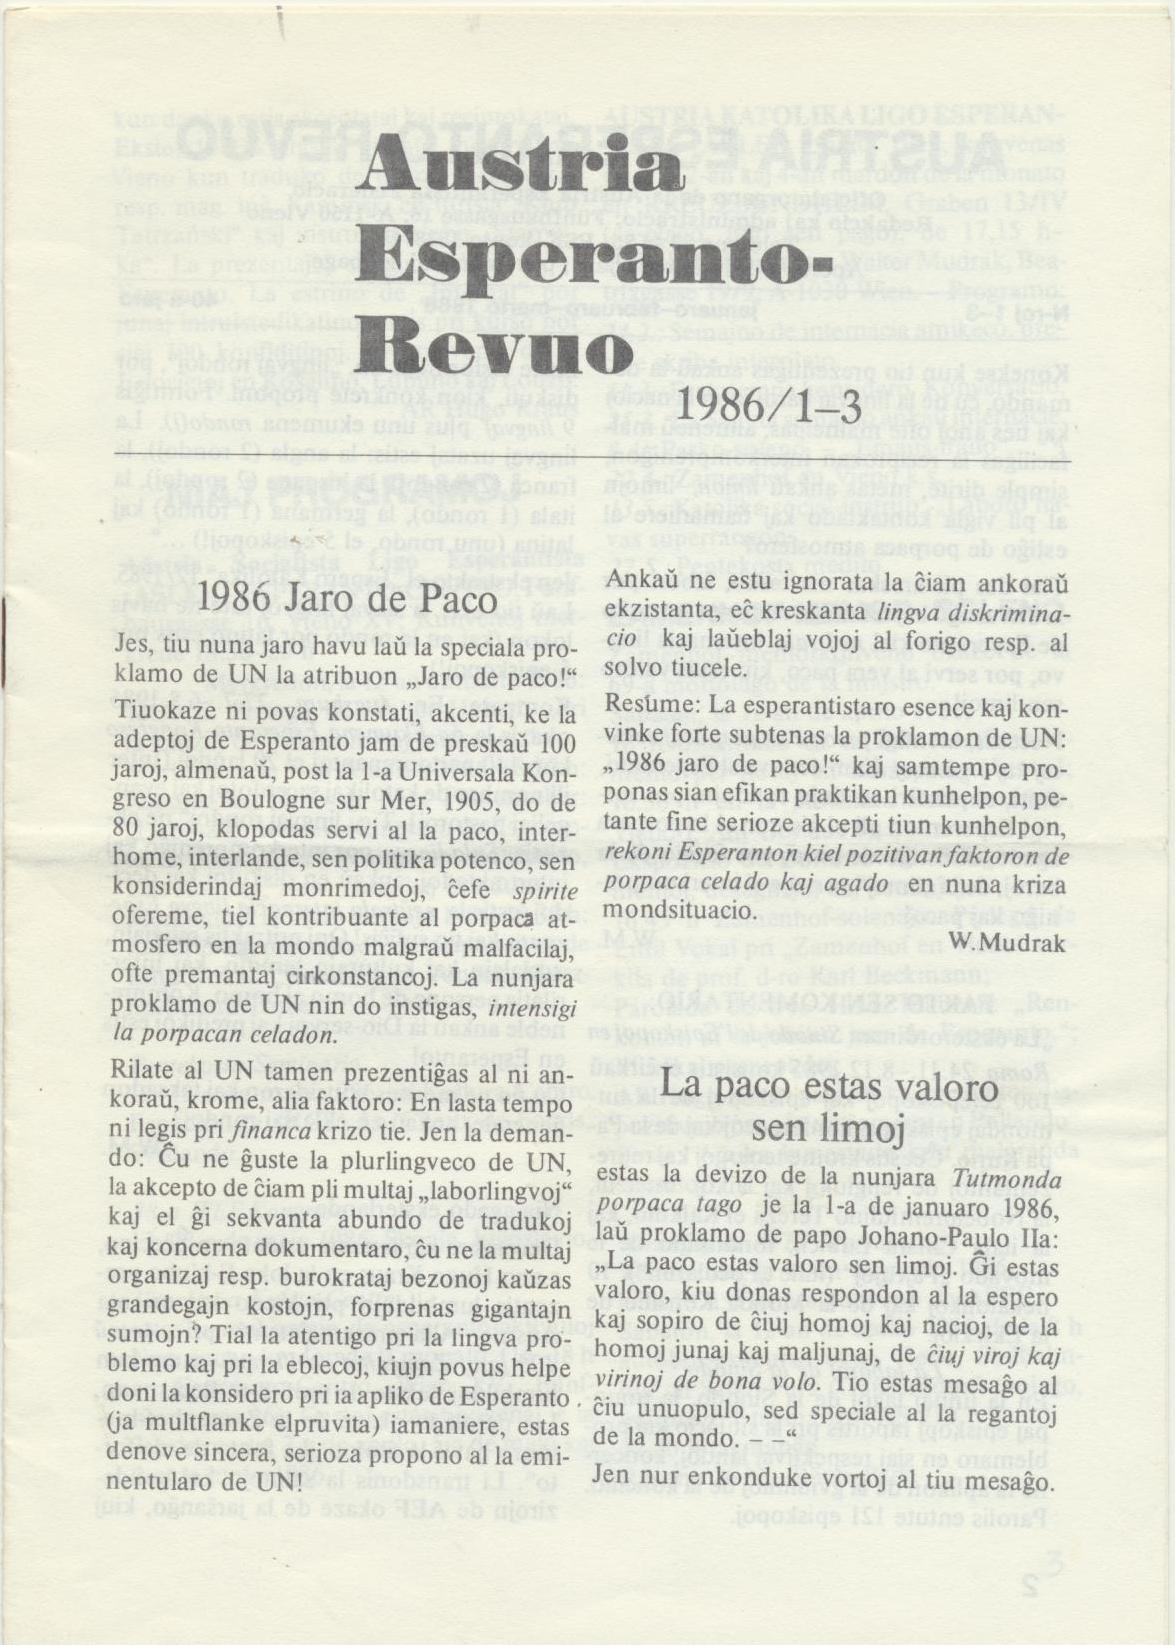 Austria
Esperanto-
Revuo
1986/1–3
1986 Jaro de Paco
Jes, tiu nuna jaro havu laŭ la speciala pro-
klamo de UN la atribuon „Jaro de paco!“
Tiuokaze ni povas konstati, akcenti, ke la
adeptoj de Esperanto jam de preskaŭ 100
jaroj, almenaŭ, post la 1-a Universala Kon-
greso en Boulogne sur Mer, 1905, do de
80 jaroj, klopodas servi al la paco, inter-
home, interlande, sen politika potenco, sen
konsiderindaj monrimedoj, ĉefe spirite
ofereme, tiel kontribuante al porpaca at-
mosfero en la mondo malgraŭ malfacilaj,
ofte premantaj cirkonstancoj. La nunjara
proklamo de UN nin do instigas, intensigi
la porpacan celadon.
Rilate al UN tamen prezentiĝas al ni an-
koraŭ, krome, alia faktoro: En lasta tempo
ni legis pri financa krizo tie. Jen la deman-
do: Ĉu ne ĝuste la plurlingveco de UN,
la akcepto de ĉiam pli multaj „laborlingvoj“
kaj el ĝi sekvanta abundo de tradukoj
kaj koncerna dokumentaro, ĉu ne la multaj
organizaj resp. burokrataj bezonoj kaŭzas
grandegajn kostojn, forprenas gigantajn
sumojn? Tial la atentigo pri la lingva pro-
blemo kaj pri la eblecoj, kiujn povus helpe
doni la konsidero pri ia apliko de Esperanto
(ja multflanke elpruvita) iamaniere, estas
denove sincera, serioza propono al la emi-
nentularo de UN!
Ankaŭ ne estu ignorata la ĉiam ankoraŭ
ekzistanta, eĉ kreskanta lingva diskrimina-
cio kaj laŭeblaj vojoj al forigo resp. al
solvo tiucele.
Resume: La esperantistaro esence kaj kon-
vinke forte subtenas la proklamon de UN:
„1986 jaro de paco!“ kaj samtempe pro-
ponas sian efikan praktikan kunhelpon, pe-
tante fine serioze akcepti tiun kunhelpon,
rekoni Esperanton kiel pozitivan faktoron de
porpaca celado kaj agado en nuna kriza
mondsituacio.
W.Mudrak
La paco estas valoro
sen limoj
estas la devizo de la nunjara Tutmonda
porpaca tago je la 1-a de januaro 1986,
laŭ proklamo de papo Johano-Paulo IIa:
„La paco estas valoro sen limoj. Ĝi estas
valoro, kiu donas respondon al la espero
kaj sopiro de ĉiuj homoj kaj nacioj, de la
homoj junaj kaj maljunaj, de ĉiuj viroj kaj
virinoj de bona volo. Tio estas mesaĝo al
ĉiu unuopulo, sed speciale al la regantoj
de la mondo. – –“
Jen nur enkonduke vortoj al tiu mesaĝo.